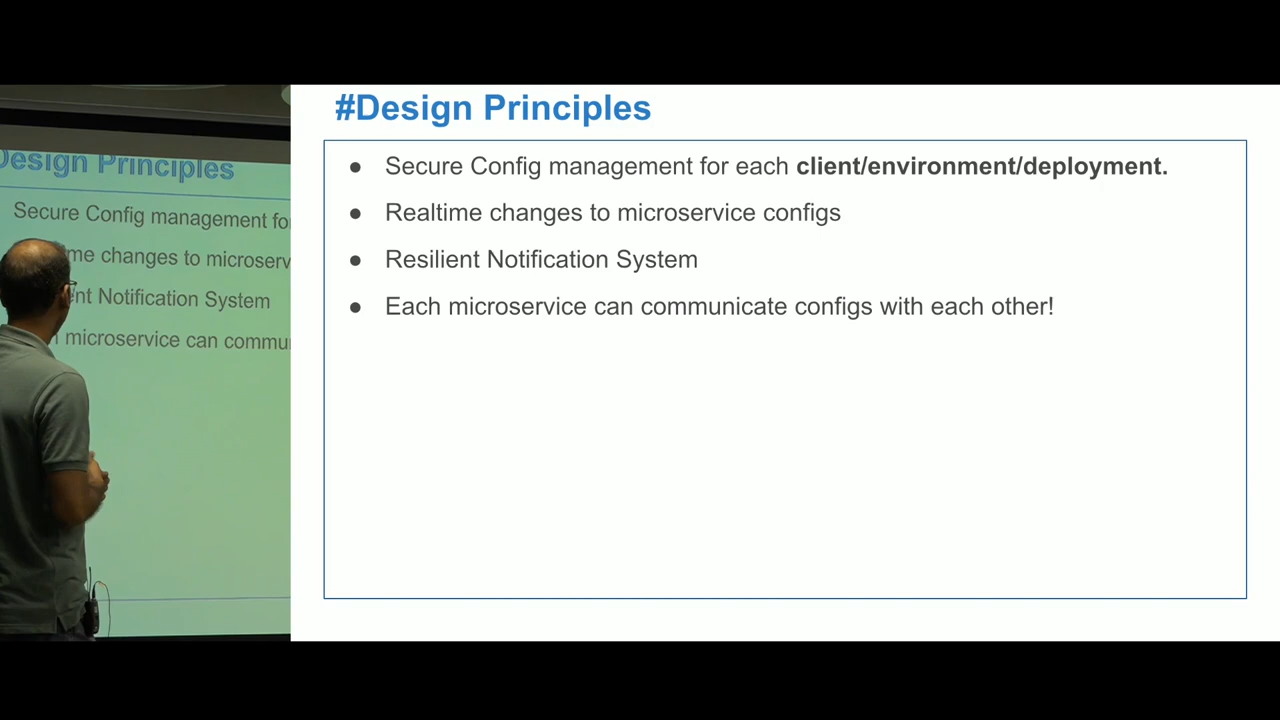 #Design Principles
● Secure Config management for each client/environment/deployment.
● Realtime changes to microservice configs
● Resilient Notification System
● Each microservice can communicate configs with each other!
Design Principles
Secure Config management fo
me changes to microserv
ent Notification System
microservice can commu